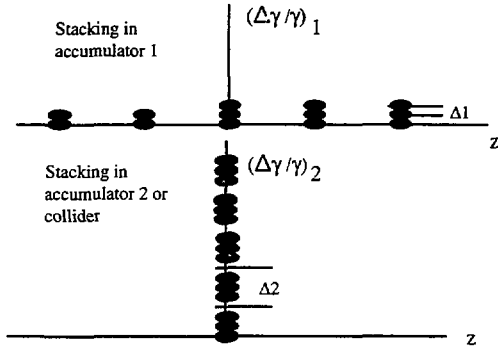 Stacking in
accumulator 1
(Δγ/γ)₁
Δ1
z
Stacking in
accumulator 2 or
collider
(Δγ/γ)₂
Δ2
z